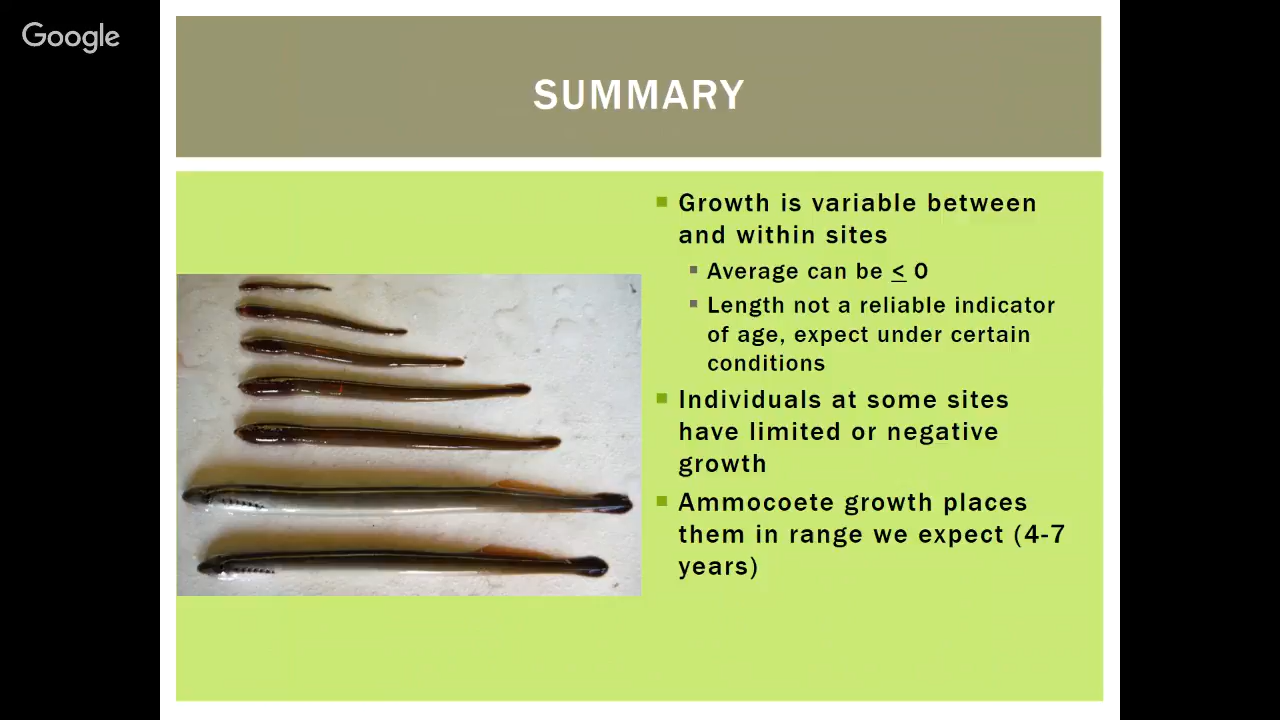 Google
SUMMARY
Growth is variable between
and within sites
Average can be ≤ 0
Length not a reliable indicator
of age, expect under certain
conditions
Individuals at some sites
have limited or negative
growth
Ammocoete growth places
them in range we expect (4-7
years)